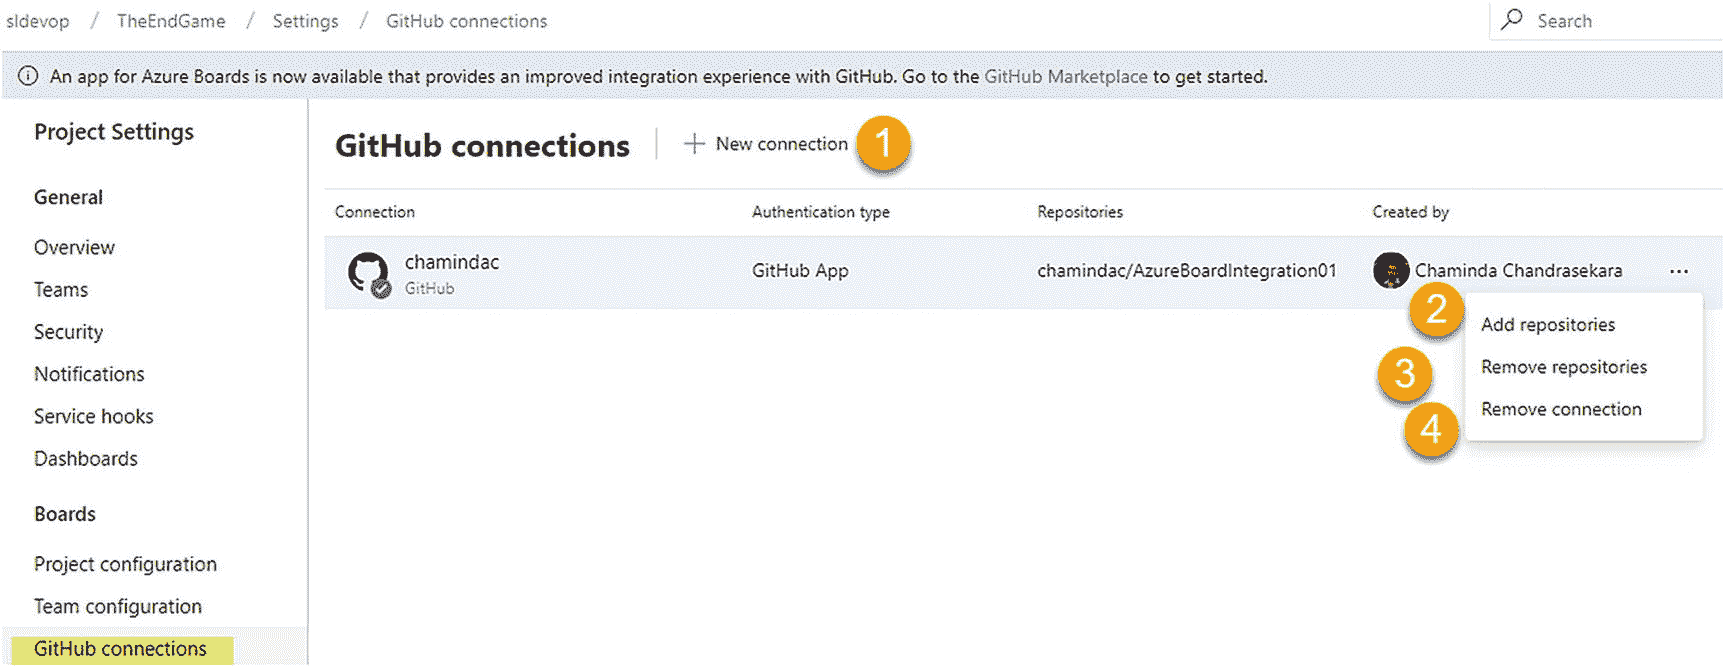 sldevop / TheEndGame / Settings / GitHub connections
Search
An app for Azure Boards is now available that provides an improved integration experience with GitHub. Go to the GitHub Marketplace to get started.
Project Settings
General
Overview
Teams
Security
Notifications
Service hooks
Dashboards
Boards
Project configuration
Team configuration
GitHub connections
GitHub connections
New connection
1
Connection Authentication type Repositories Created by
chamindac
GitHub
GitHub App
chamindac/AzureBoardIntegration01
Chaminda Chandrasekara
...
2
Add repositories
3
Remove repositories
4
Remove connection